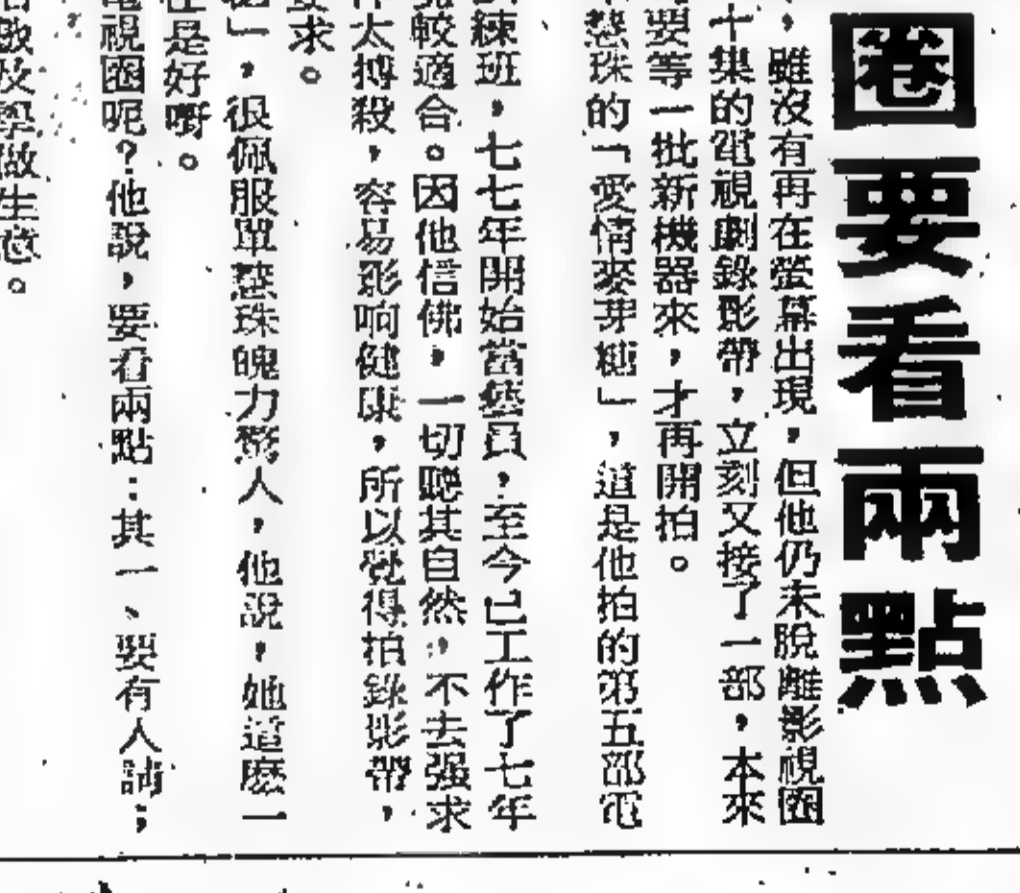 圈要看兩點
，雖沒有再在螢幕出現，但他仍未脫離影視圈
十集的電視劇錄影帶，立刻又接了一部，本來
要等一批新機器來，才再開拍。
慧珠的「愛情麥芽糖」，這是他拍的第五部電
練班，七七年開始當藝員，至今已工作了七年
較適合。因他信佛，一切聽其自然，不去强求
太搏殺，容易影响健康，所以覺得拍錄影帶，
求。
」，很佩服單慧珠魄力驚人，他說，她這麽一
是好嘢。
電視圈呢？他說，要看兩點：其一、要有人請；
及學做生意。